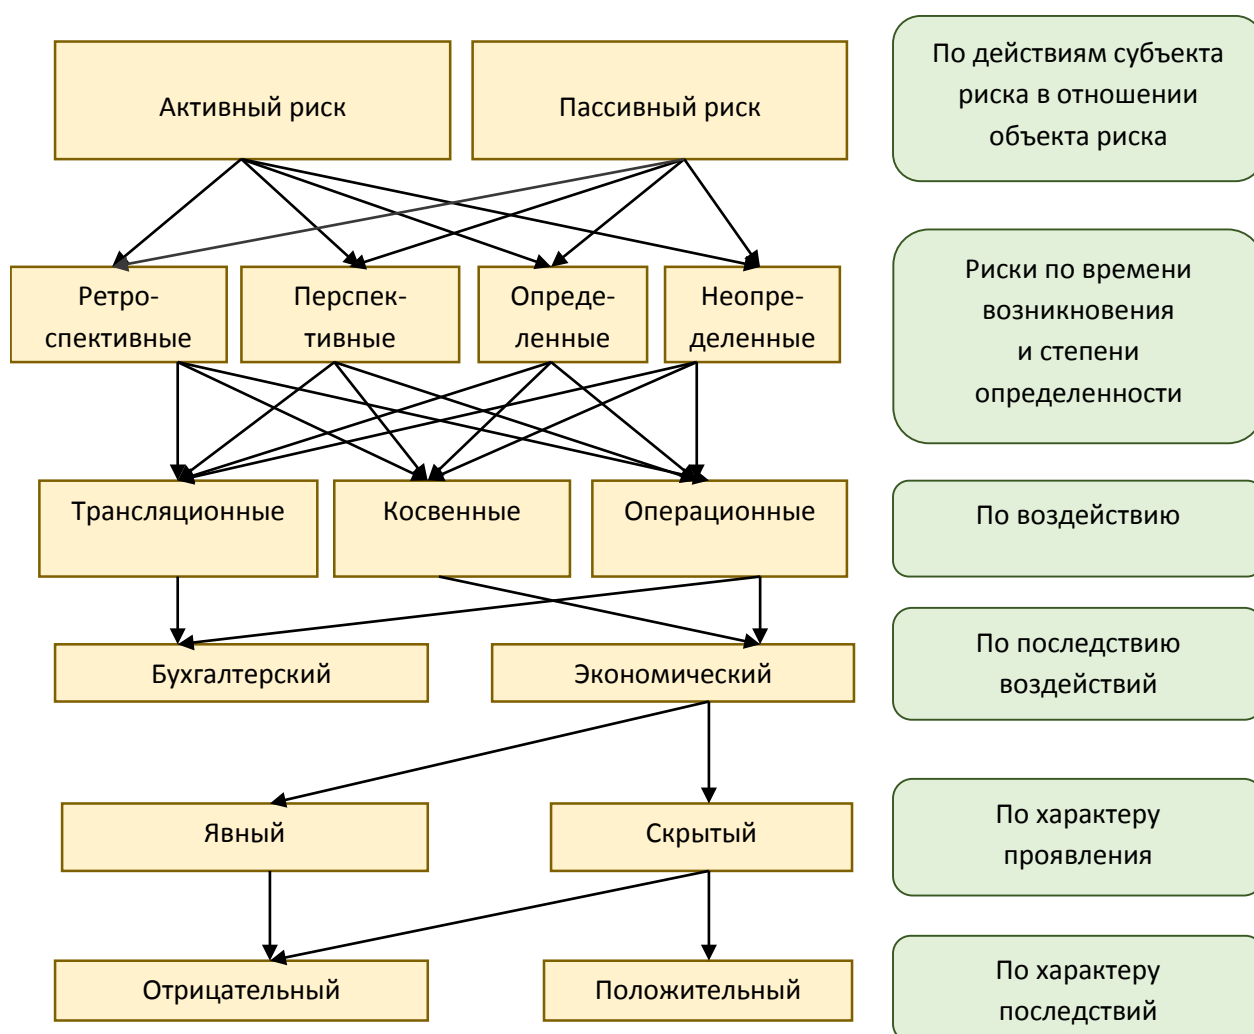 Активный риск
Пассивный риск
По действиям субъекта
риска в отношении
объекта риска
Ретро-
спективные
Перспек-
тивные
Опреде-
ленные
Неопре-
деленные
Риски по времени
возникновения
и степени
определенности
Трансляционные
Косвенные
Операционные
По воздействию
Бухгалтерский
Экономический
По последствию
воздействий
Явный
Скрытый
По характеру
проявления
Отрицательный
Положительный
По характеру
последствий